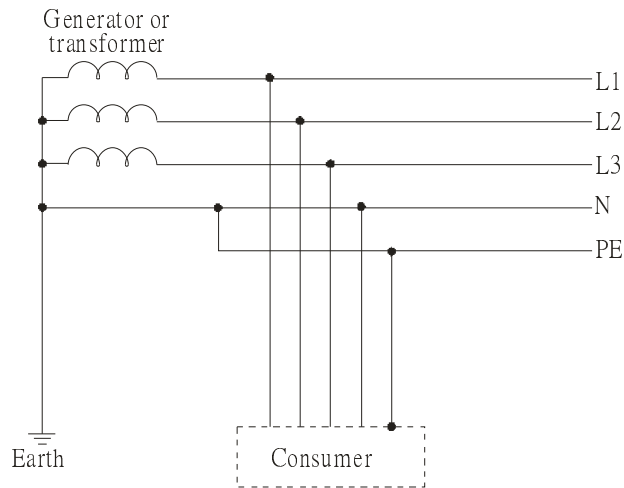 Generator or
transformer
L1
L2
L3
N
PE
Earth
Consumer